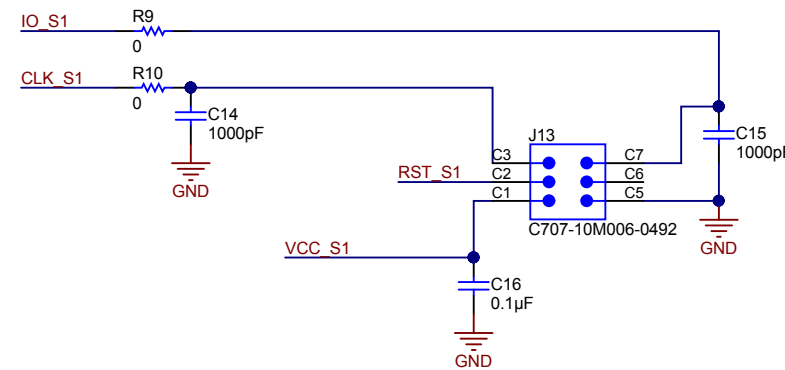 IO_S1
R9
0
CLK_S1
R10
0
C14
1000pF
GND
J13
C3
C7
C2
C6
C1
C5
RST_S1
C707-10M006-0492
C15
1000pF
GND
VCC_S1
C16
0.1µF
GND